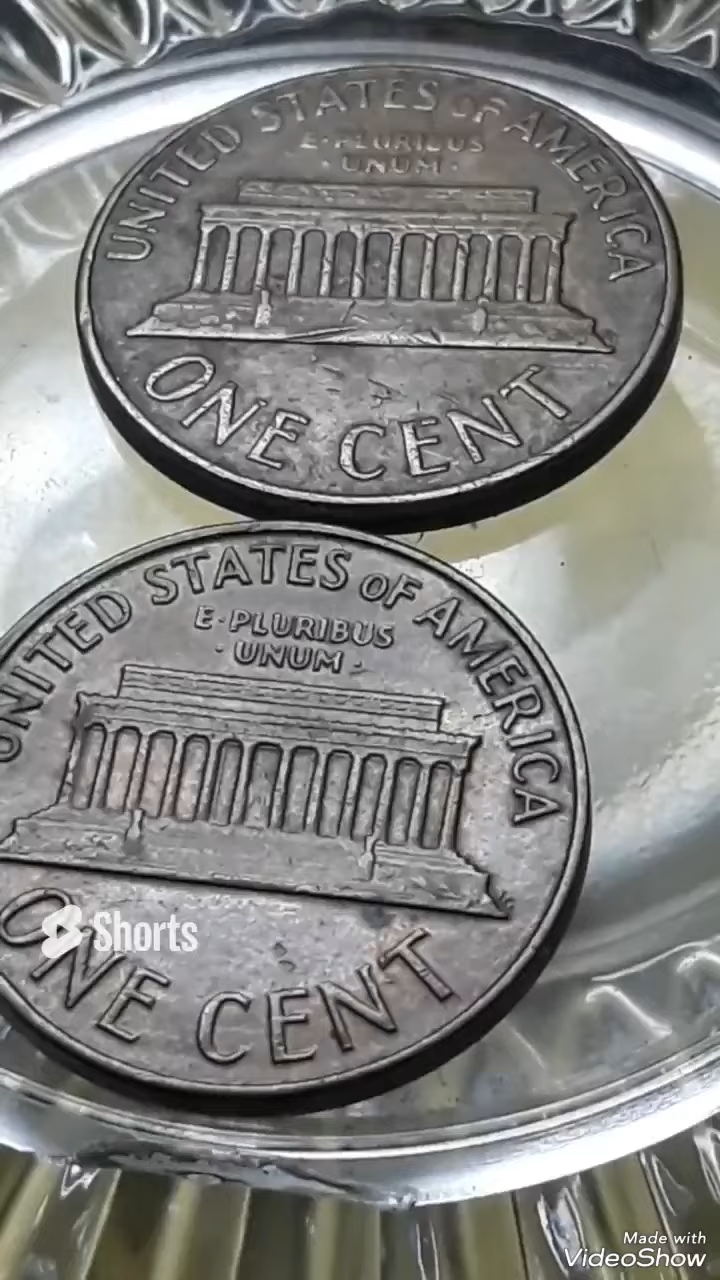 UNITED STATES OF AMERICA
E·PLURIBUS
·UNUM·
ONE CENT
UNITED STATES OF AMERICA
E·PLURIBUS
·UNUM·
ONE CENT
Shorts
Made with
VideoShow